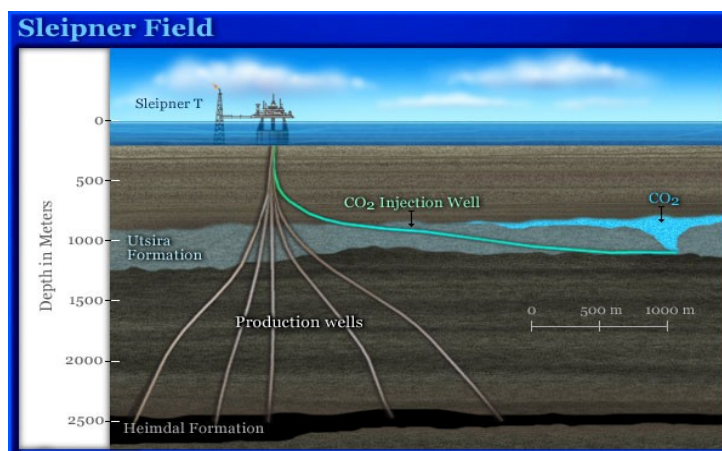 Sleipner Field
Sleipner T
0
500
CO2 Injection Well
CO2
Utsira
Formation
1000
Depth in Meters
1500
0 500 m 1000 m
Production wells
2000
2500
Heimdal Formation